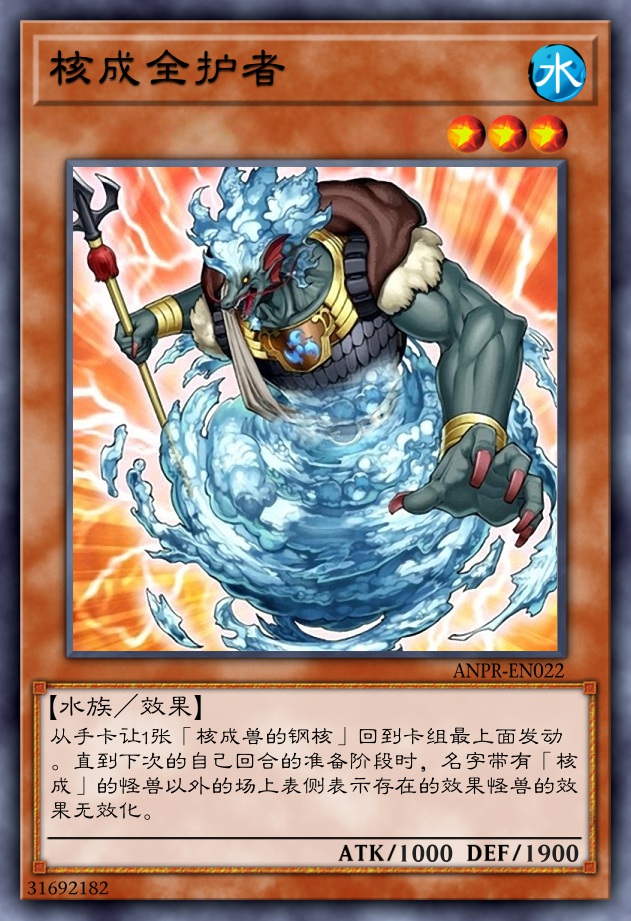 核成全护者
水
ANPR-EN022
【水族／效果】
从手卡让1张「核成兽的钢核」回到卡组最上面发动
。直到下次的自己回合的准备阶段时，名字带有「核
成」的怪兽以外的场上表侧表示存在的效果怪兽的效
果无效化。
ATK/1000 DEF/1900
31692182